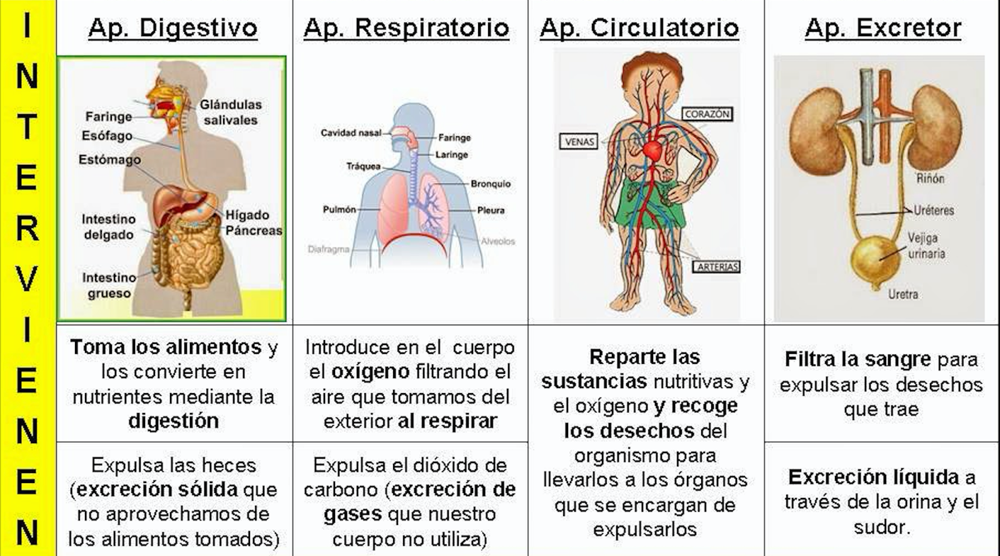 INTERVIENEN
Ap. Digestivo
Glándulas
salivales
Faringe
Esófago
Estómago
Intestino
delgado
Hígado
Páncreas
Intestino
grueso
Toma los alimentos y
los convierte en
nutrientes mediante la
digestión
Expulsa las heces
(excreción sólida que
no aprovechamos de
los alimentos tomados)
Ap. Respiratorio
Cavidad nasal
Faringe
Laringe
Tráquea
Bronquio
Pulmón
Pleura
Alveolos
Diafragma
Introduce en el cuerpo
el oxígeno filtrando el
aire que tomamos del
exterior al respirar
Expulsa el dióxido de
carbono (excreción de
gases que nuestro
cuerpo no utiliza)
Ap. Circulatorio
CORAZÓN
VENAS
ARTERIAS
Reparte las
sustancias nutritivas y
el oxígeno y recoge
los desechos del
organismo para
llevarlos a los órganos
que se encargan de
expulsarlos
Ap. Excretor
Riñón
Uréteres
Vejiga
urinaria
Uretra
Filtra la sangre para
expulsar los desechos
que trae
Excreción líquida a
través de la orina y el
sudor.